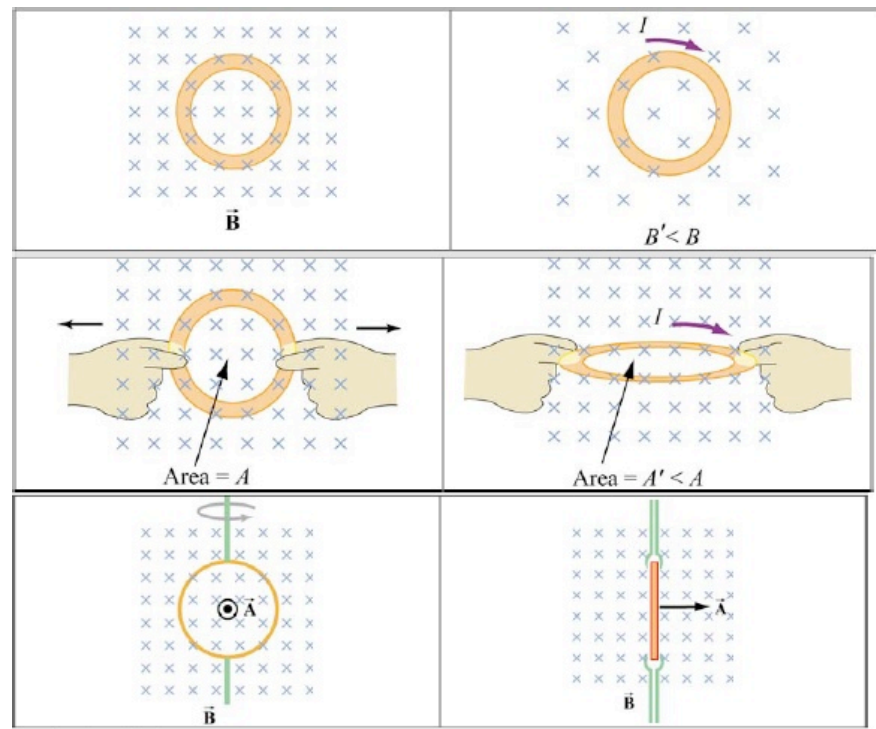 B⃗
I
B′ < B
Area = A
I
Area = A′ < A
A⃗
B⃗
A⃗
B⃗